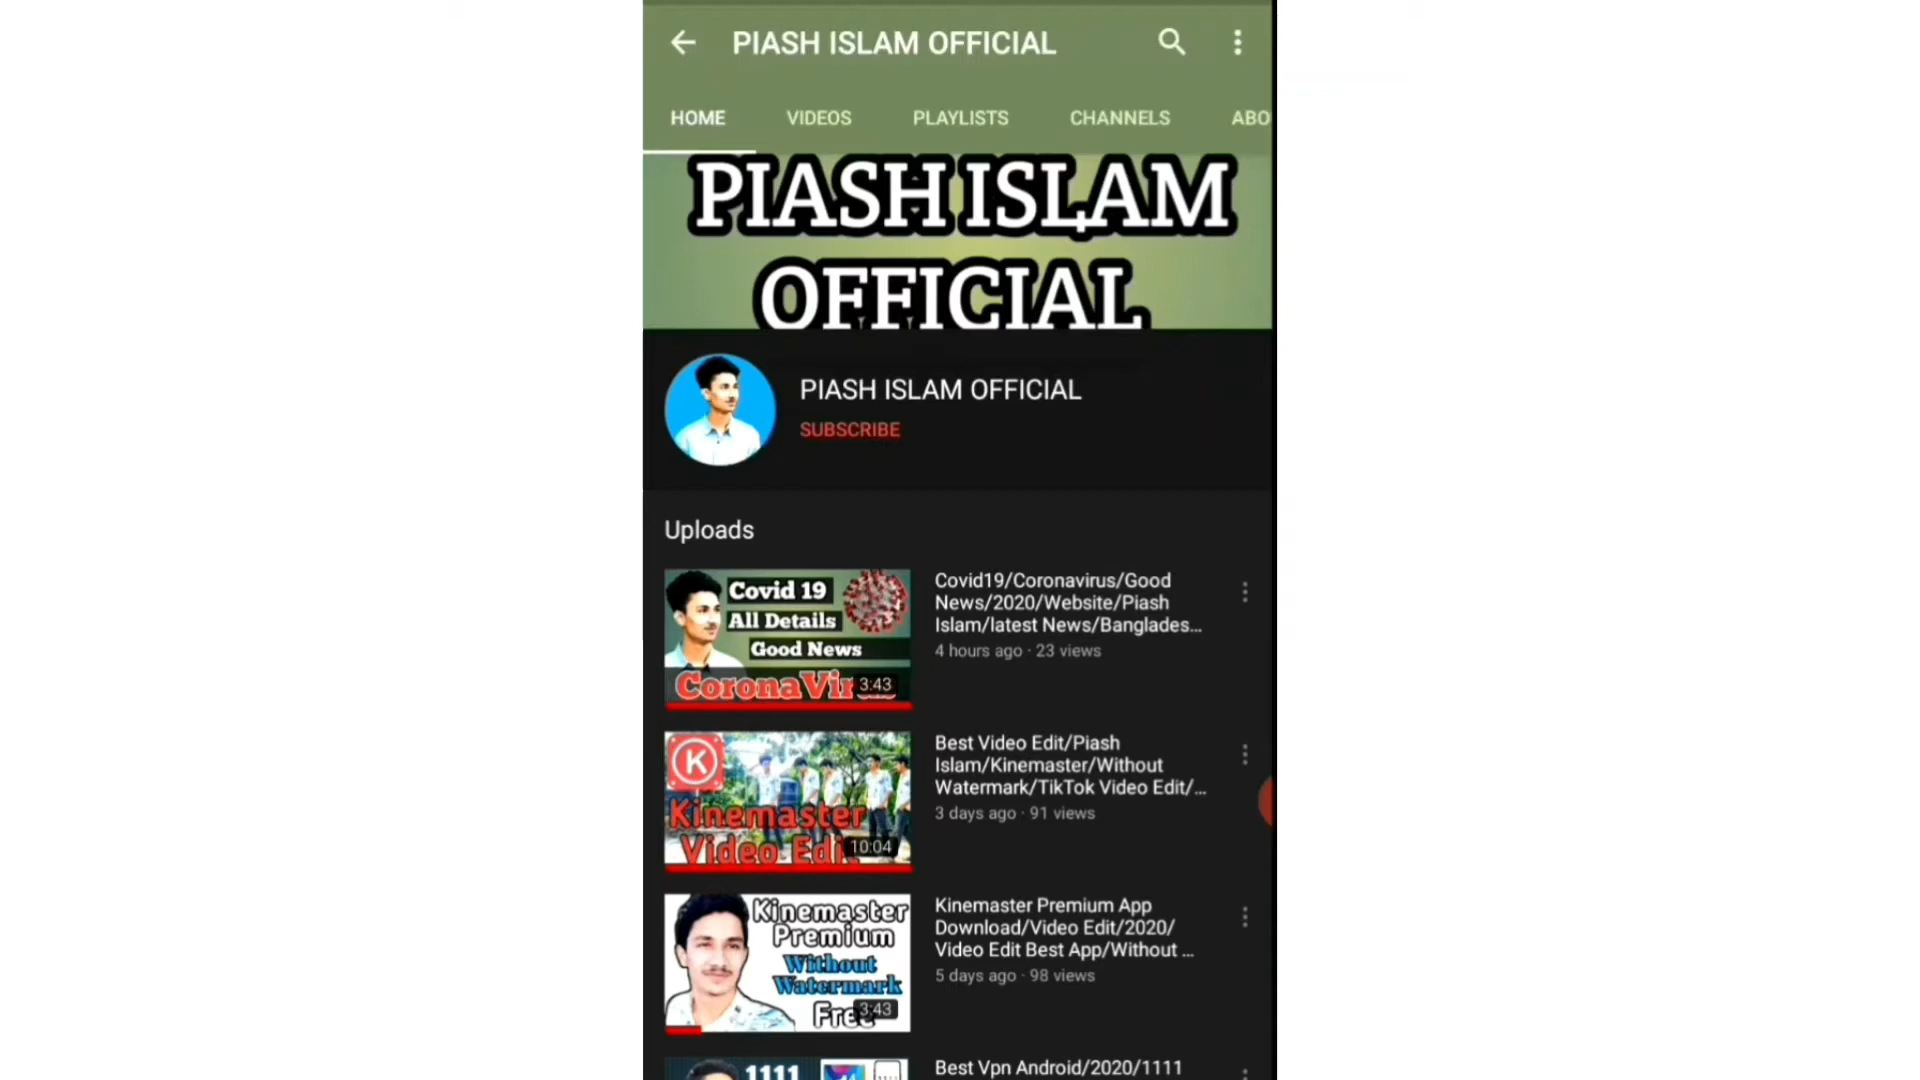 PIASH ISLAM OFFICIAL
HOME VIDEOS PLAYLISTS CHANNELS ABO
PIASH ISLAM
OFFICIAL
PIASH ISLAM OFFICIAL
SUBSCRIBE
Uploads
Covid 19
All Details
Good News
CoronaVir
3:43
Covid19/Coronavirus/Good
News/2020/Website/Piash
Islam/latest News/Banglades...
4 hours ago · 23 views
K
Kinemaster
Video Edit
10:04
Best Video Edit/Piash
Islam/Kinemaster/Without
Watermark/TikTok Video Edit/...
3 days ago · 91 views
Kinemaster
Premium
Without
Watermark
Free
3:43
Kinemaster Premium App
Download/Video Edit/2020/
Video Edit Best App/Without ...
5 days ago · 98 views
1111
Best Vpn Android/2020/1111